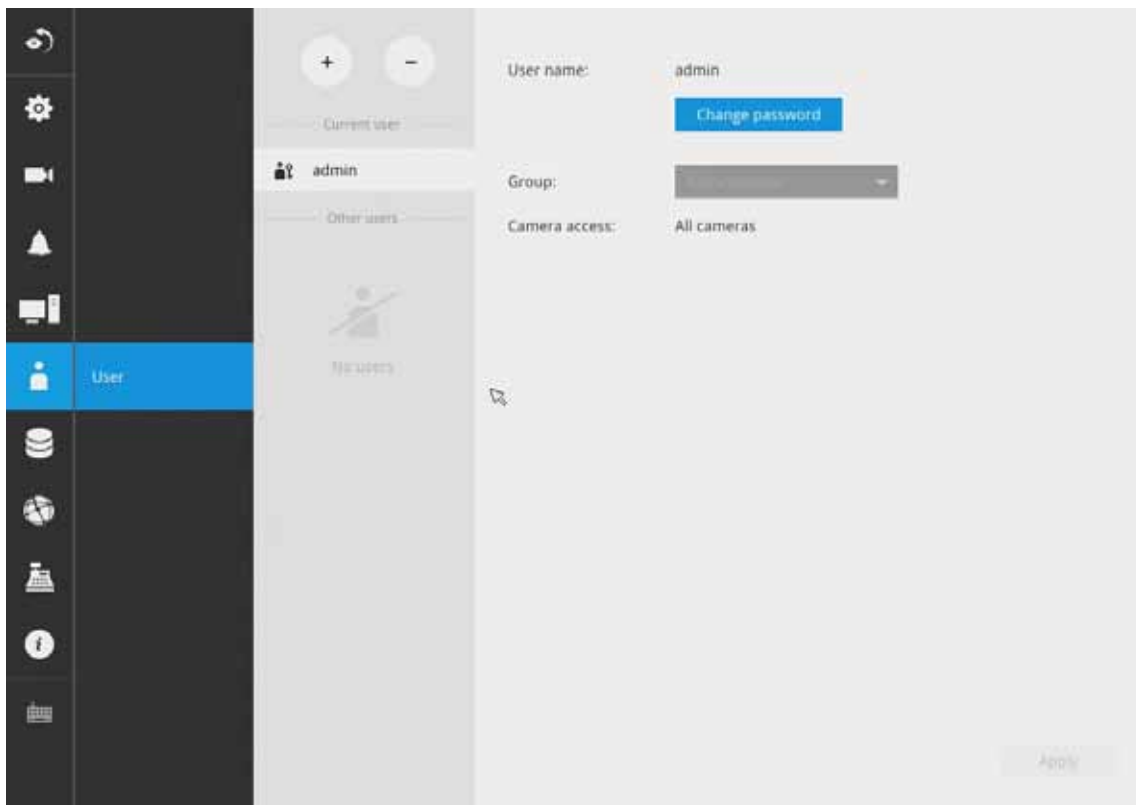 + −
Current user
admin
Other users
No users
User
User name: admin
Change password
Group:
Camera access: All cameras
Apply